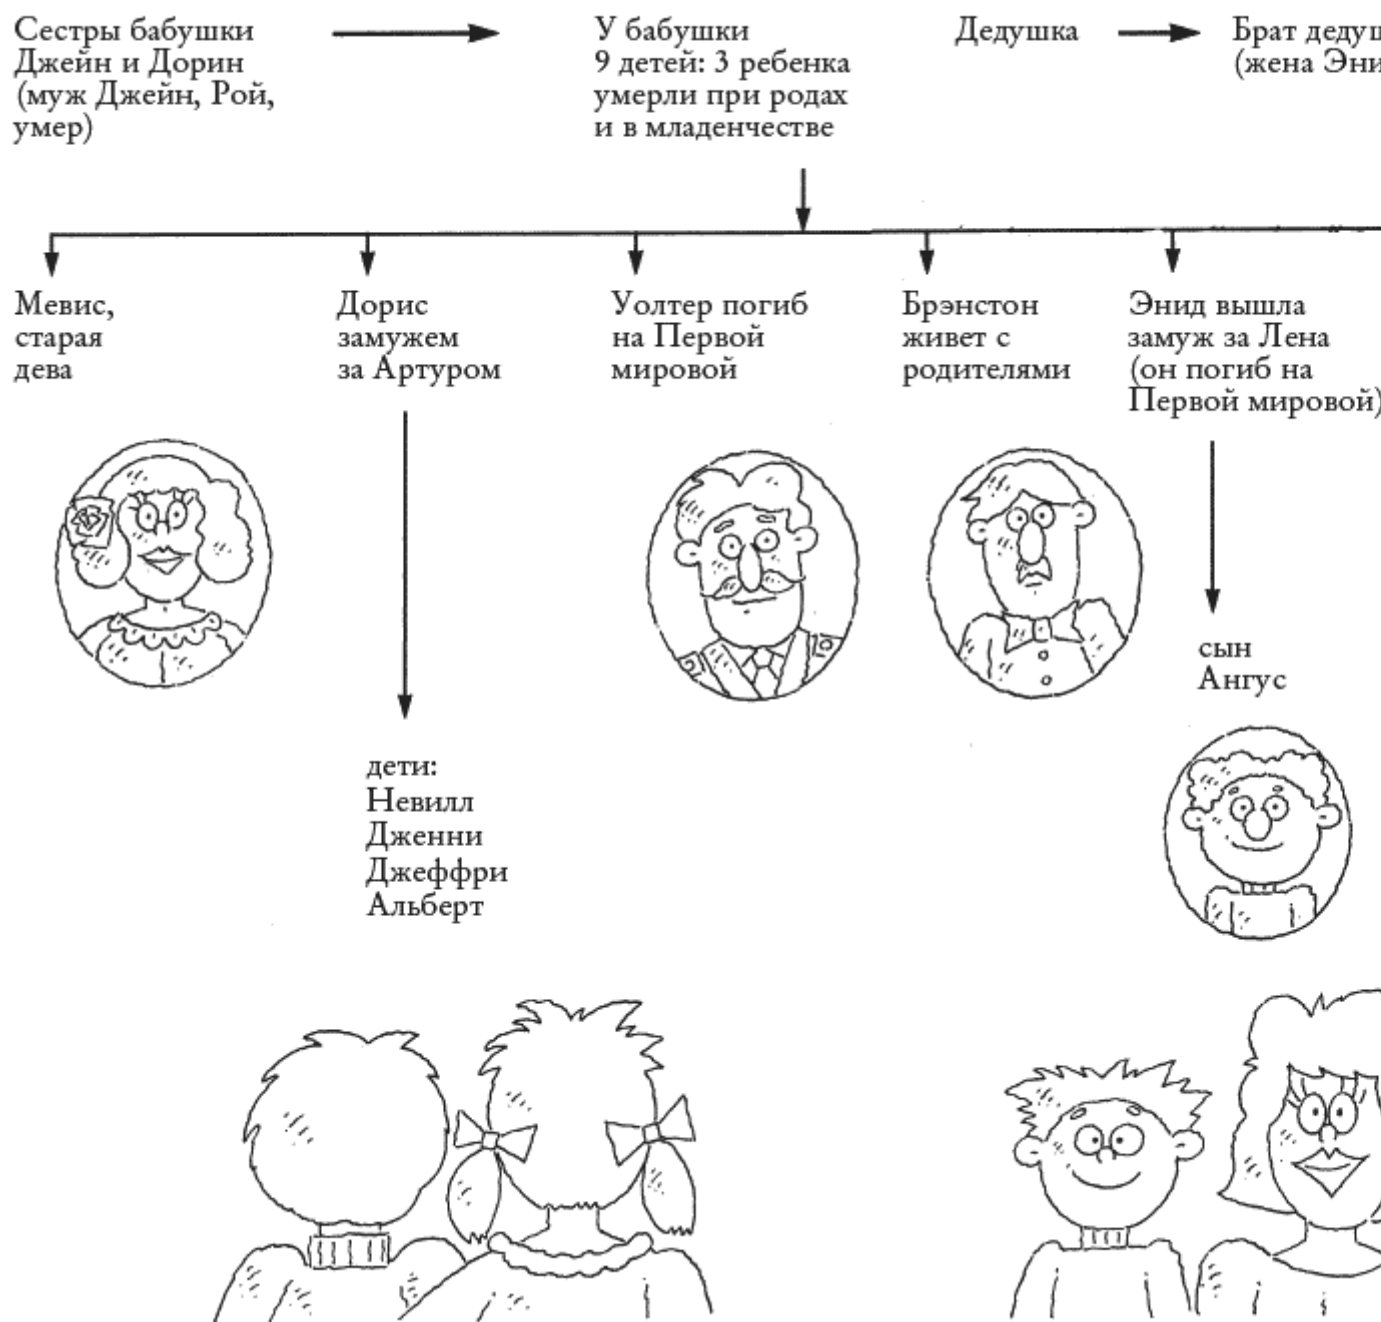 Сестры бабушки
Джейн и Дорин
(муж Джейн, Рой,
умер)
У бабушки
9 детей: 3 ребенка
умерли при родах
и в младенчестве
Дедушка
Брат
(жена
Мевис,
старая
дева
Дорис
замужем
за Артуром
Уолтер погиб
на Первой
мировой
Брэнстон
живет с
родителями
Энид вышла
замуж за Лена
(он погиб на
Первой мировой)
сын
Ангус
дети:
Невилл
Дженни
Джеффри
Альберт